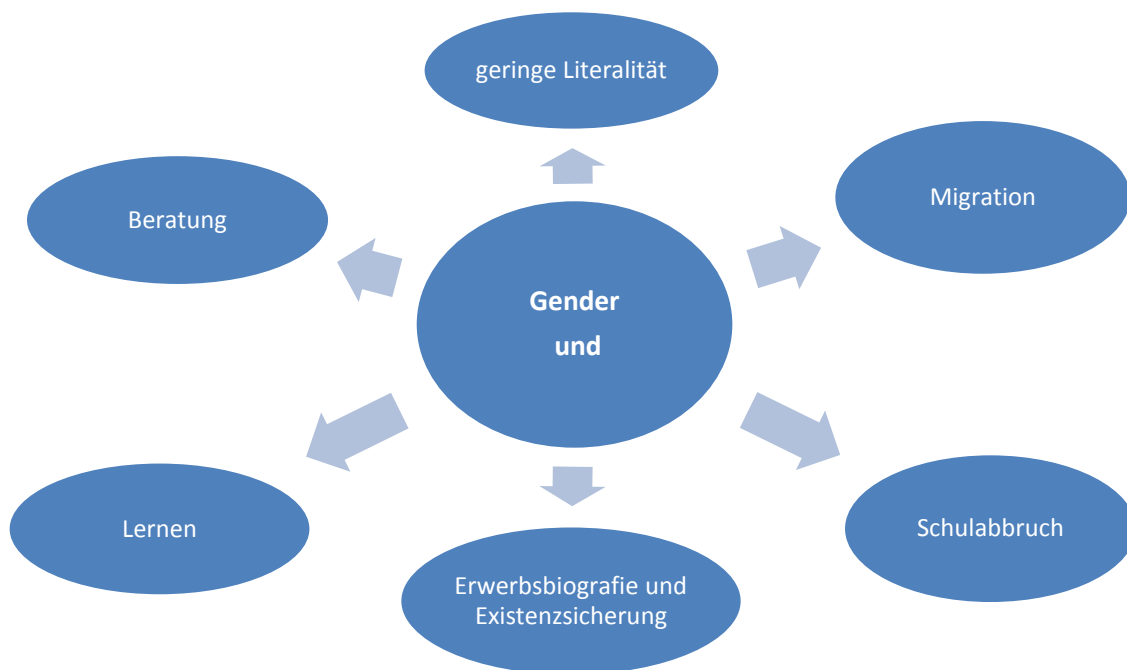 geringe Literalität
Migration
Beratung
Gender
und
Lernen
Schulabbruch
Erwerbsbiografie und
Existenzsicherung